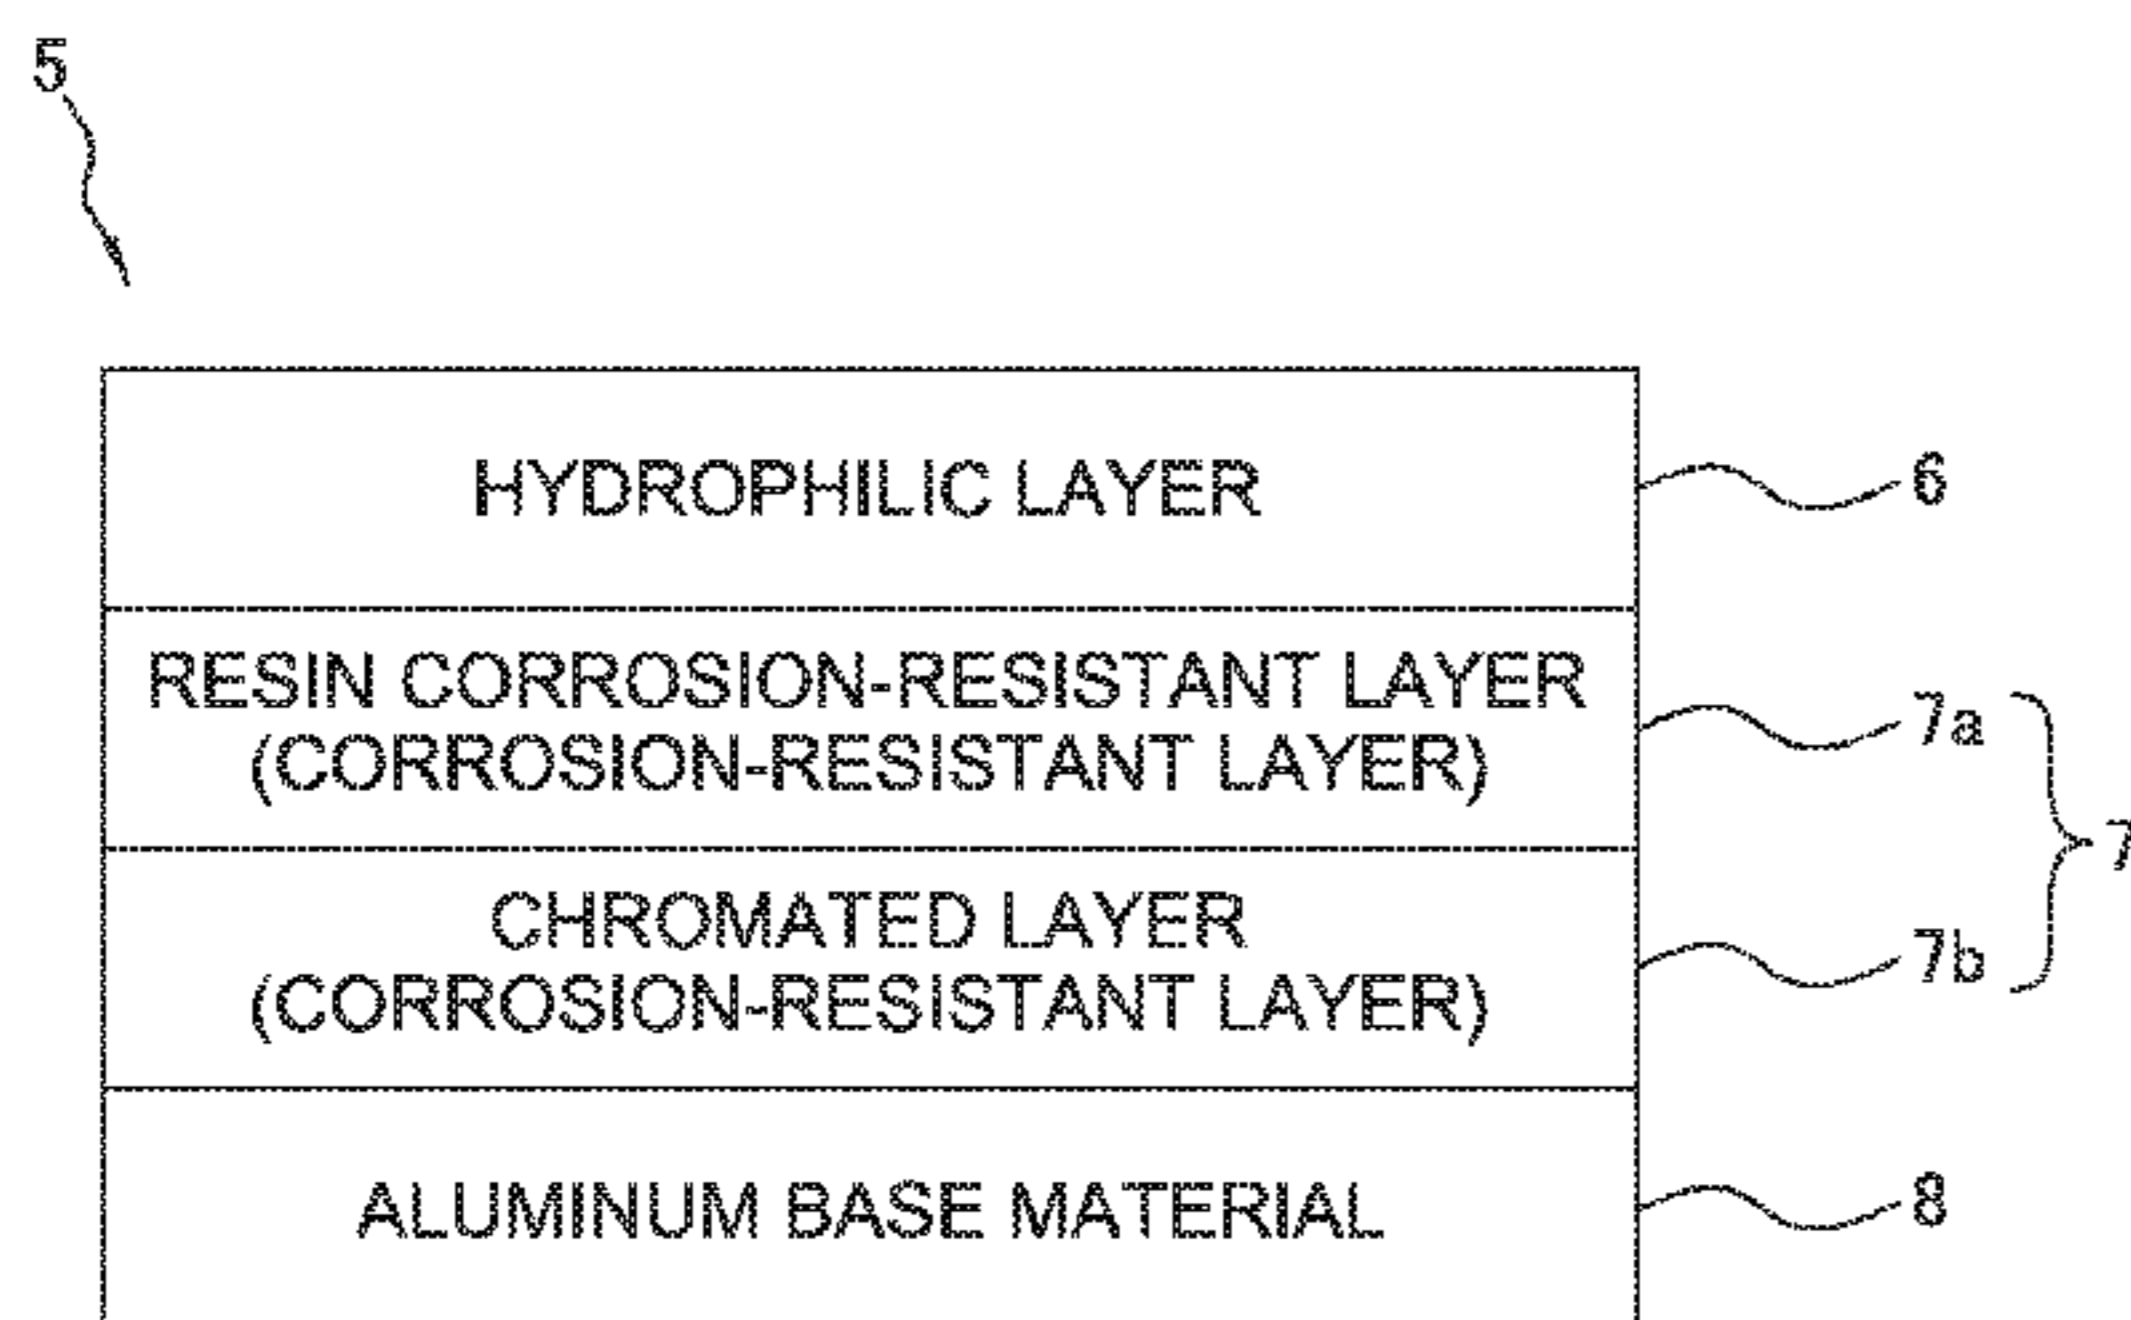 5
HYDROPHILIC LAYER
6
RESIN CORROSION-RESISTANT LAYER
(CORROSION-RESISTANT LAYER)
7a
7
CHROMATED LAYER
(CORROSION-RESISTANT LAYER)
7b
ALUMINUM BASE MATERIAL
8